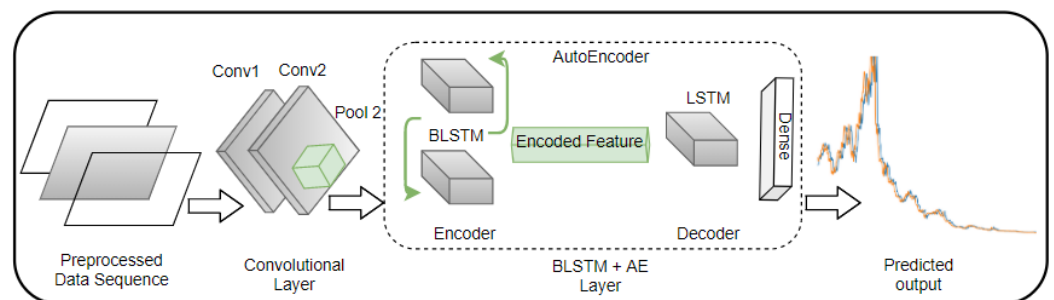 Conv1
Conv2
Pool 2
AutoEncoder
BLSTM
Encoded Feature
LSTM
Dense
Encoder
Decoder
Preprocessed
Data Sequence
Convolutional
Layer
BLSTM + AE
Layer
Predicted
output